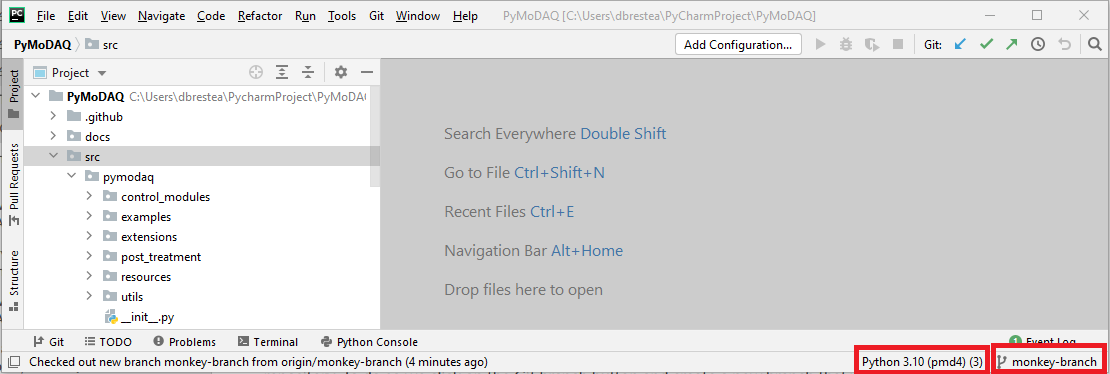 PC File Edit View Navigate Code Refactor Run Tools Git Window Help PyMoDAQ [C:\Users\dbrestea\PyCharmProject\PyMoDAQ]
PyMoDAQ src Add Configuration... Git:
Project
PyMoDAQ C:\Users\dbrestea\PycharmProject\PyMoDAQ
.github
docs
src
pymodaq
control_modules
examples
extensions
post_treatment
resources
utils
__init__.py
Project
Pull Requests
Structure
Search Everywhere Double Shift
Go to File Ctrl+Shift+N
Recent Files Ctrl+E
Navigation Bar Alt+Home
Drop files here to open
Git TODO Problems Terminal Python Console 1 Event Log
Checked out new branch monkey-branch from origin/monkey-branch (4 minutes ago) Python 3.10 (pmd4) (3) monkey-branch